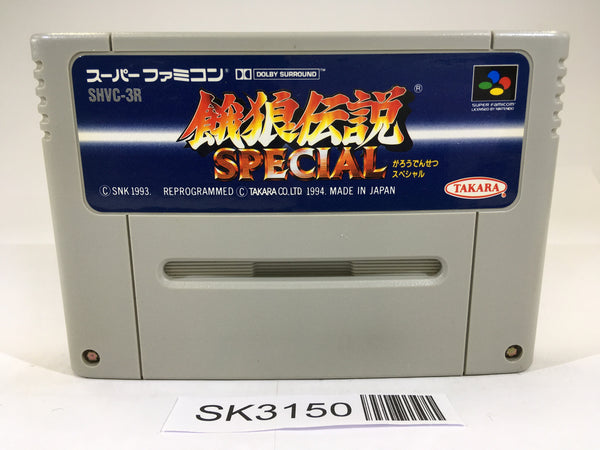 スーパーファミコン® DOLBY SURROUND
SHVC-3R
SUPER FAMICOM
LICENSED BY NINTENDO
餓狼伝説®
SPECIAL
がろうでんせつ
スペシャル
© SNK 1993. REPROGRAMMED © TAKARA CO.,LTD. 1994. MADE IN JAPAN
TAKARA®
SK3150